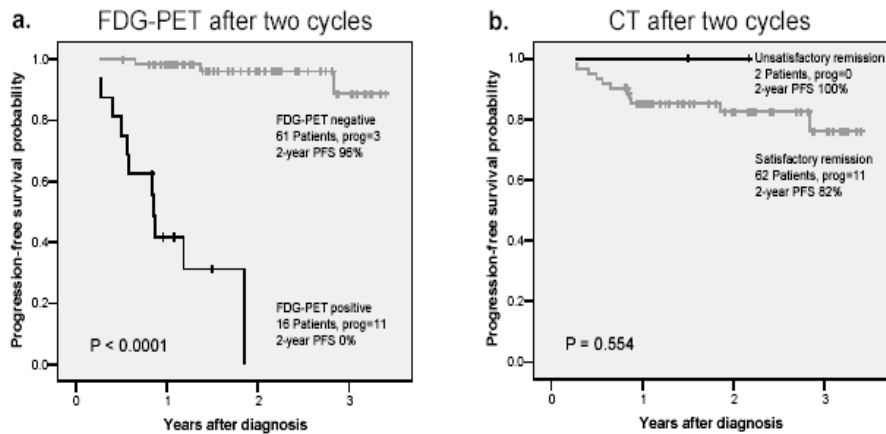 a. FDG-PET after two cycles
Progression-free survival probability
1.0
0.8
0.6
0.4
0.2
0.0
FDG-PET negative
61 Patients, prog=3
2-year PFS 96%
FDG-PET positive
16 Patients, prog=11
2-year PFS 0%
P < 0.0001
0 1 2 3
Years after diagnosis
b. CT after two cycles
Progression-free survival probability
1.0
0.8
0.6
0.4
0.2
0.0
Unsatisfactory remission
2 Patients, prog=0
2-year PFS 100%
Satisfactory remission
62 Patients, prog=11
2-year PFS 82%
P = 0.554
0 1 2 3
Years after diagnosis